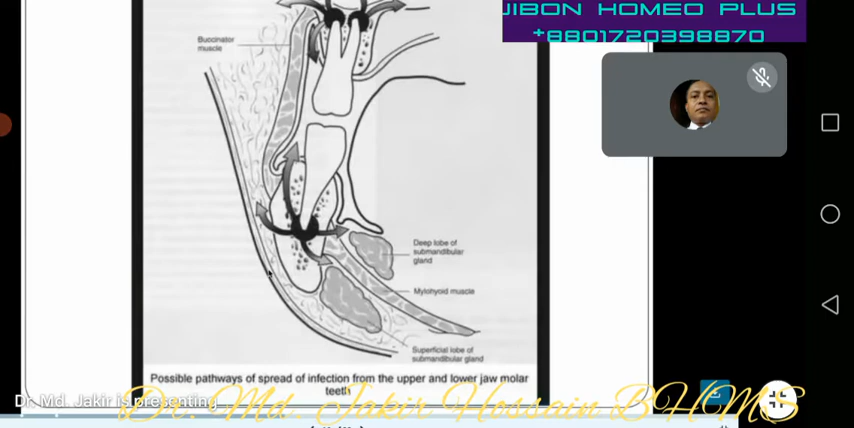 JIBON HOMEO PLUS
+8801720398870
Buccinator
muscle
Deep lobe of
submandibular
gland
Mylohyoid muscle
Superficial lobe of
submandibular gland
Possible pathways of spread of infection from the upper and lower jaw molar
teeth
Dr. Md. Jakir is presenting
Dr. Md. Jakir Hossain BHMS